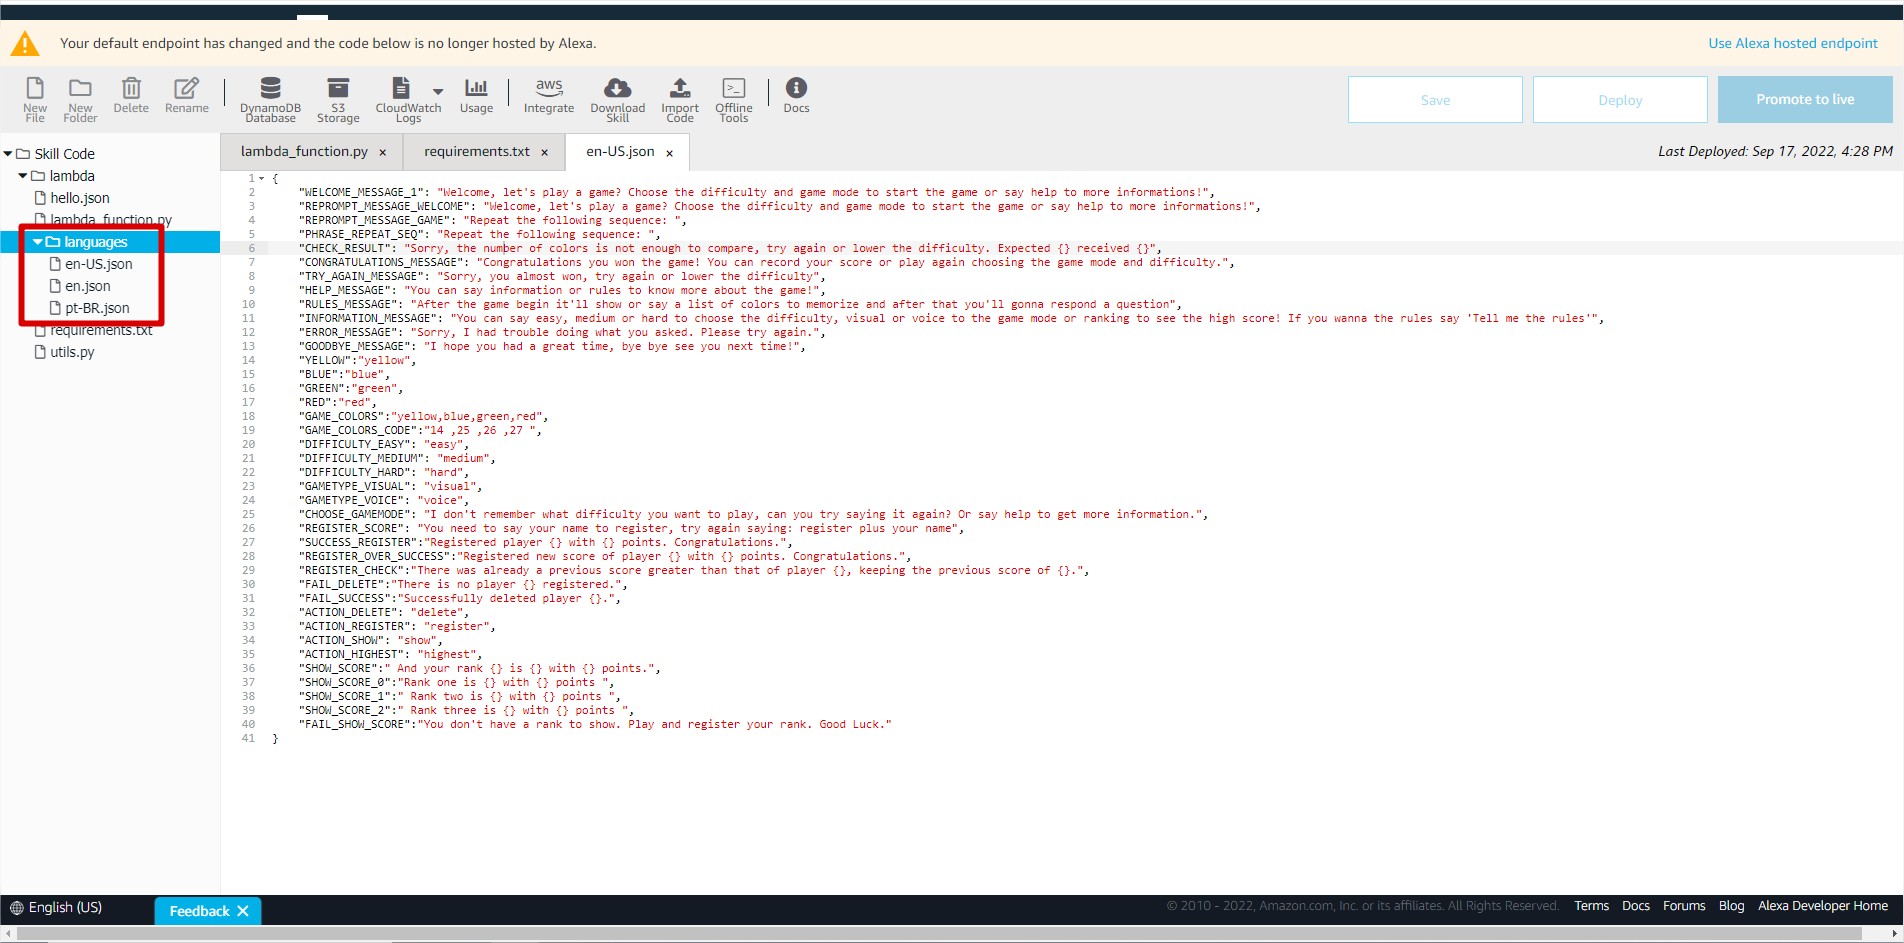 Your default endpoint has changed and the code below is no longer hosted by Alexa.
Use Alexa hosted endpoint
New File
New Folder
Delete
Rename
DynamoDB Database
S3 Storage
CloudWatch Logs
Usage
aws Integrate
Download Skill
Import Code
Offline Tools
Docs
Save
Deploy
Promote to live
Skill Code
lambda
hello.json
lambda_function.py
languages
en-US.json
en.json
pt-BR.json
requirements.txt
utils.py
lambda_function.py ×
requirements.txt ×
en-US.json ×
Last Deployed: Sep 17, 2022, 4:28 PM
1 {
2 "WELCOME_MESSAGE_1": "Welcome, let's play a game? Choose the difficulty and game mode to start the game or say help to more informations!",
3 "REPROMPT_MESSAGE_WELCOME": "Welcome, let's play a game? Choose the difficulty and game mode to start the game or say help to more informations!",
4 "REPROMPT_MESSAGE_GAME": "Repeat the following sequence: ",
5 "PHRASE_REPEAT_SEQ": "Repeat the following sequence: ",
6 "CHECK_RESULT": "Sorry, the number of colors is not enough to compare, try again or lower the difficulty. Expected {} received {}",
7 "CONGRATULATIONS_MESSAGE": "Congratulations you won the game! You can record your score or play again choosing the game mode and difficulty.",
8 "TRY_AGAIN_MESSAGE": "Sorry, you almost won, try again or lower the difficulty",
9 "HELP_MESSAGE": "You can say information or rules to know more about the game!",
10 "RULES_MESSAGE": "After the game begin it'll show or say a list of colors to memorize and after that you'll gonna respond a question",
11 "INFORMATION_MESSAGE": "You can say easy, medium or hard to choose the difficulty, visual or voice to the game mode or ranking to see the high score! If you wanna the rules say 'Tell me the rules'",
12 "ERROR_MESSAGE": "Sorry, I had trouble doing what you asked. Please try again.",
13 "GOODBYE_MESSAGE": "I hope you had a great time, bye bye see you next time!",
14 "YELLOW":"yellow",
15 "BLUE":"blue",
16 "GREEN":"green",
17 "RED":"red",
18 "GAME_COLORS":"yellow,blue,green,red",
19 "GAME_COLORS_CODE":"14 ,25 ,26 ,27 ",
20 "DIFFICULTY_EASY": "easy",
21 "DIFFICULTY_MEDIUM": "medium",
22 "DIFFICULTY_HARD": "hard",
23 "GAMETYPE_VISUAL": "visual",
24 "GAMETYPE_VOICE": "voice",
25 "CHOOSE_GAMEMODE": "I don't remember what difficulty you want to play, can you try saying it again? Or say help to get more information.",
26 "REGISTER_SCORE": "You need to say your name to register, try again saying: register plus your name",
27 "SUCCESS_REGISTER":"Registered player {} with {} points. Congratulations.",
28 "REGISTER_OVER_SUCCESS":"Registered new score of player {} with {} points. Congratulations.",
29 "REGISTER_CHECK":"There was already a previous score greater than that of player {}, keeping the previous score of {}.",
30 "FAIL_DELETE":"There is no player {} registered.",
31 "FAIL_SUCCESS":"Successfully deleted player {}.",
32 "ACTION_DELETE": "delete",
33 "ACTION_REGISTER": "register",
34 "ACTION_SHOW": "show",
35 "ACTION_HIGHEST": "highest",
36 "SHOW_SCORE":" And your rank {} is {} with {} points.",
37 "SHOW_SCORE_0":"Rank one is {} with {} points ",
38 "SHOW_SCORE_1":" Rank two is {} with {} points ",
39 "SHOW_SCORE_2":" Rank three is {} with {} points ",
40 "FAIL_SHOW_SCORE":"You don't have a rank to show. Play and register your rank. Good Luck."
41 }
English (US)
Feedback ×
© 2010 - 2022, Amazon.com, Inc. or its affiliates. All Rights Reserved.
Terms
Docs
Forums
Blog
Alexa Developer Home